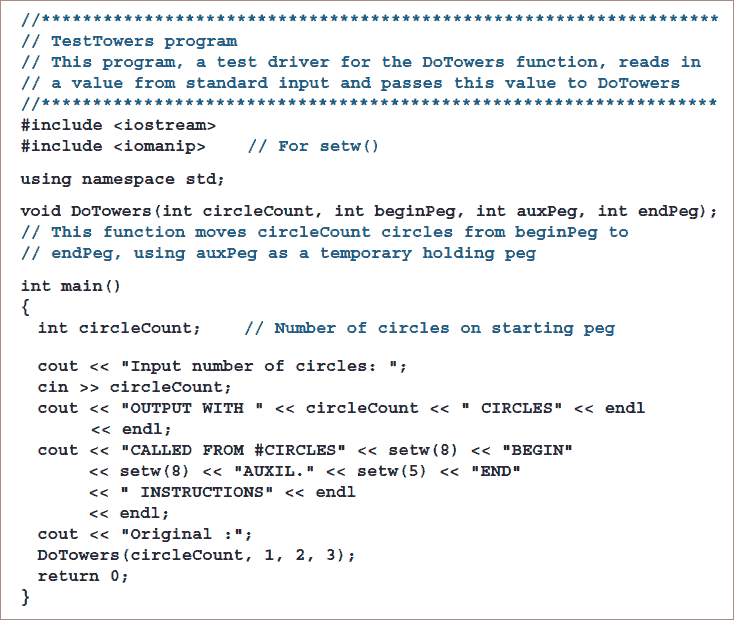 //******************************************************************
// TestTowers program
// This program, a test driver for the DoTowers function, reads in
// a value from standard input and passes this value to DoTowers
//******************************************************************
#include <iostream>
#include <iomanip>    // For setw()
using namespace std;
void DoTowers(int circleCount, int beginPeg, int auxPeg, int endPeg);
// This function moves circleCount circles from beginPeg to
// endPeg, using auxPeg as a temporary holding peg
int main()
{
  int circleCount;    // Number of circles on starting peg
  cout << "Input number of circles: ";
  cin >> circleCount;
  cout << "OUTPUT WITH " << circleCount << " CIRCLES" << endl
       << endl;
  cout << "CALLED FROM #CIRCLES" << setw(8) << "BEGIN"
       << setw(8) << "AUXIL." << setw(5) << "END"
       << " INSTRUCTIONS" << endl
       << endl;
  cout << "Original :";
  DoTowers(circleCount, 1, 2, 3);
  return 0;
}